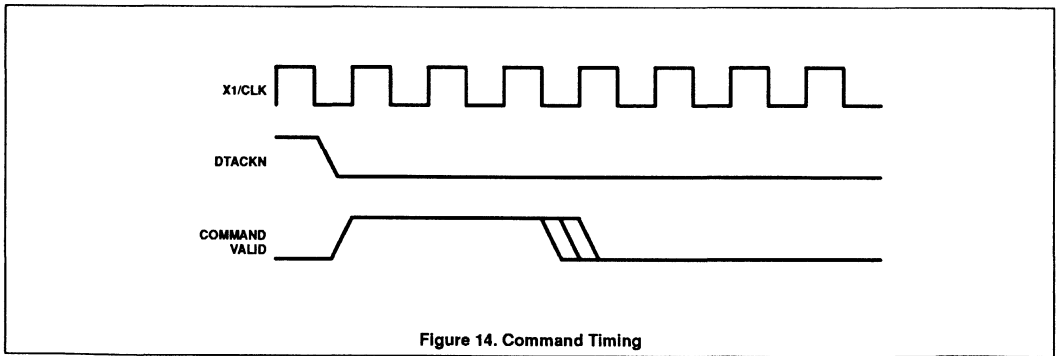 X1/CLK
DTACKN
COMMAND
VALID
Figure 14. Command Timing